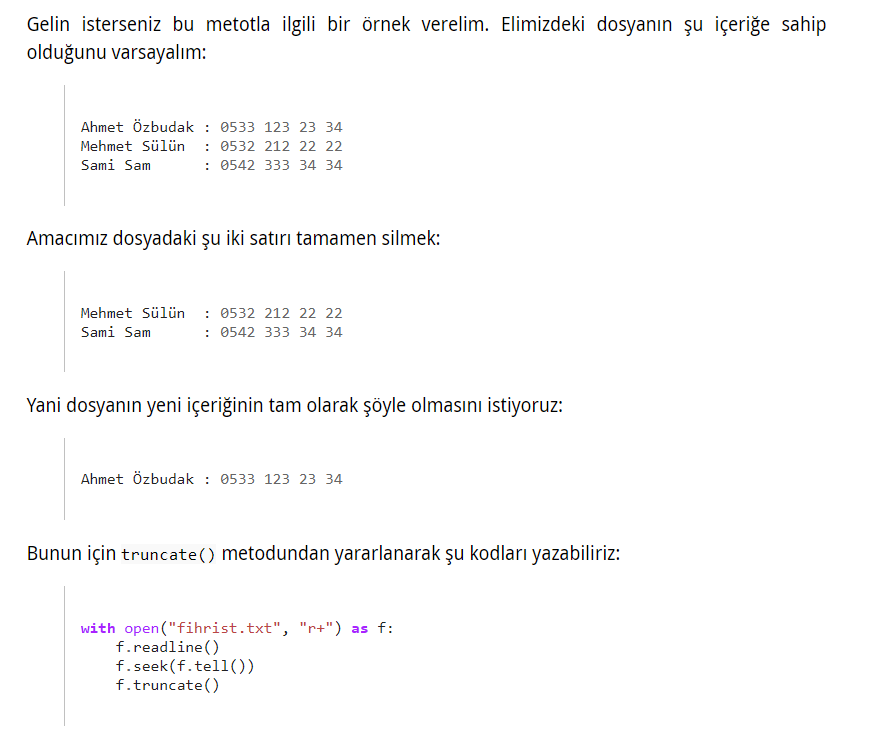 Gelin isterseniz bu metotla ilgili bir örnek verelim. Elimizdeki dosyanın şu içeriğe sahip
olduğunu varsayalım:
Ahmet Özbudak : 0533 123 23 34
Mehmet Sülün  : 0532 212 22 22
Sami Sam      : 0542 333 34 34
Amacımız dosyadaki şu iki satırı tamamen silmek:
Mehmet Sülün  : 0532 212 22 22
Sami Sam      : 0542 333 34 34
Yani dosyanın yeni içeriğinin tam olarak şöyle olmasını istiyoruz:
Ahmet Özbudak : 0533 123 23 34
Bunun için truncate() metodundan yararlanarak şu kodları yazabiliriz:
with open("fihrist.txt", "r+") as f:
    f.readline()
    f.seek(f.tell())
    f.truncate()